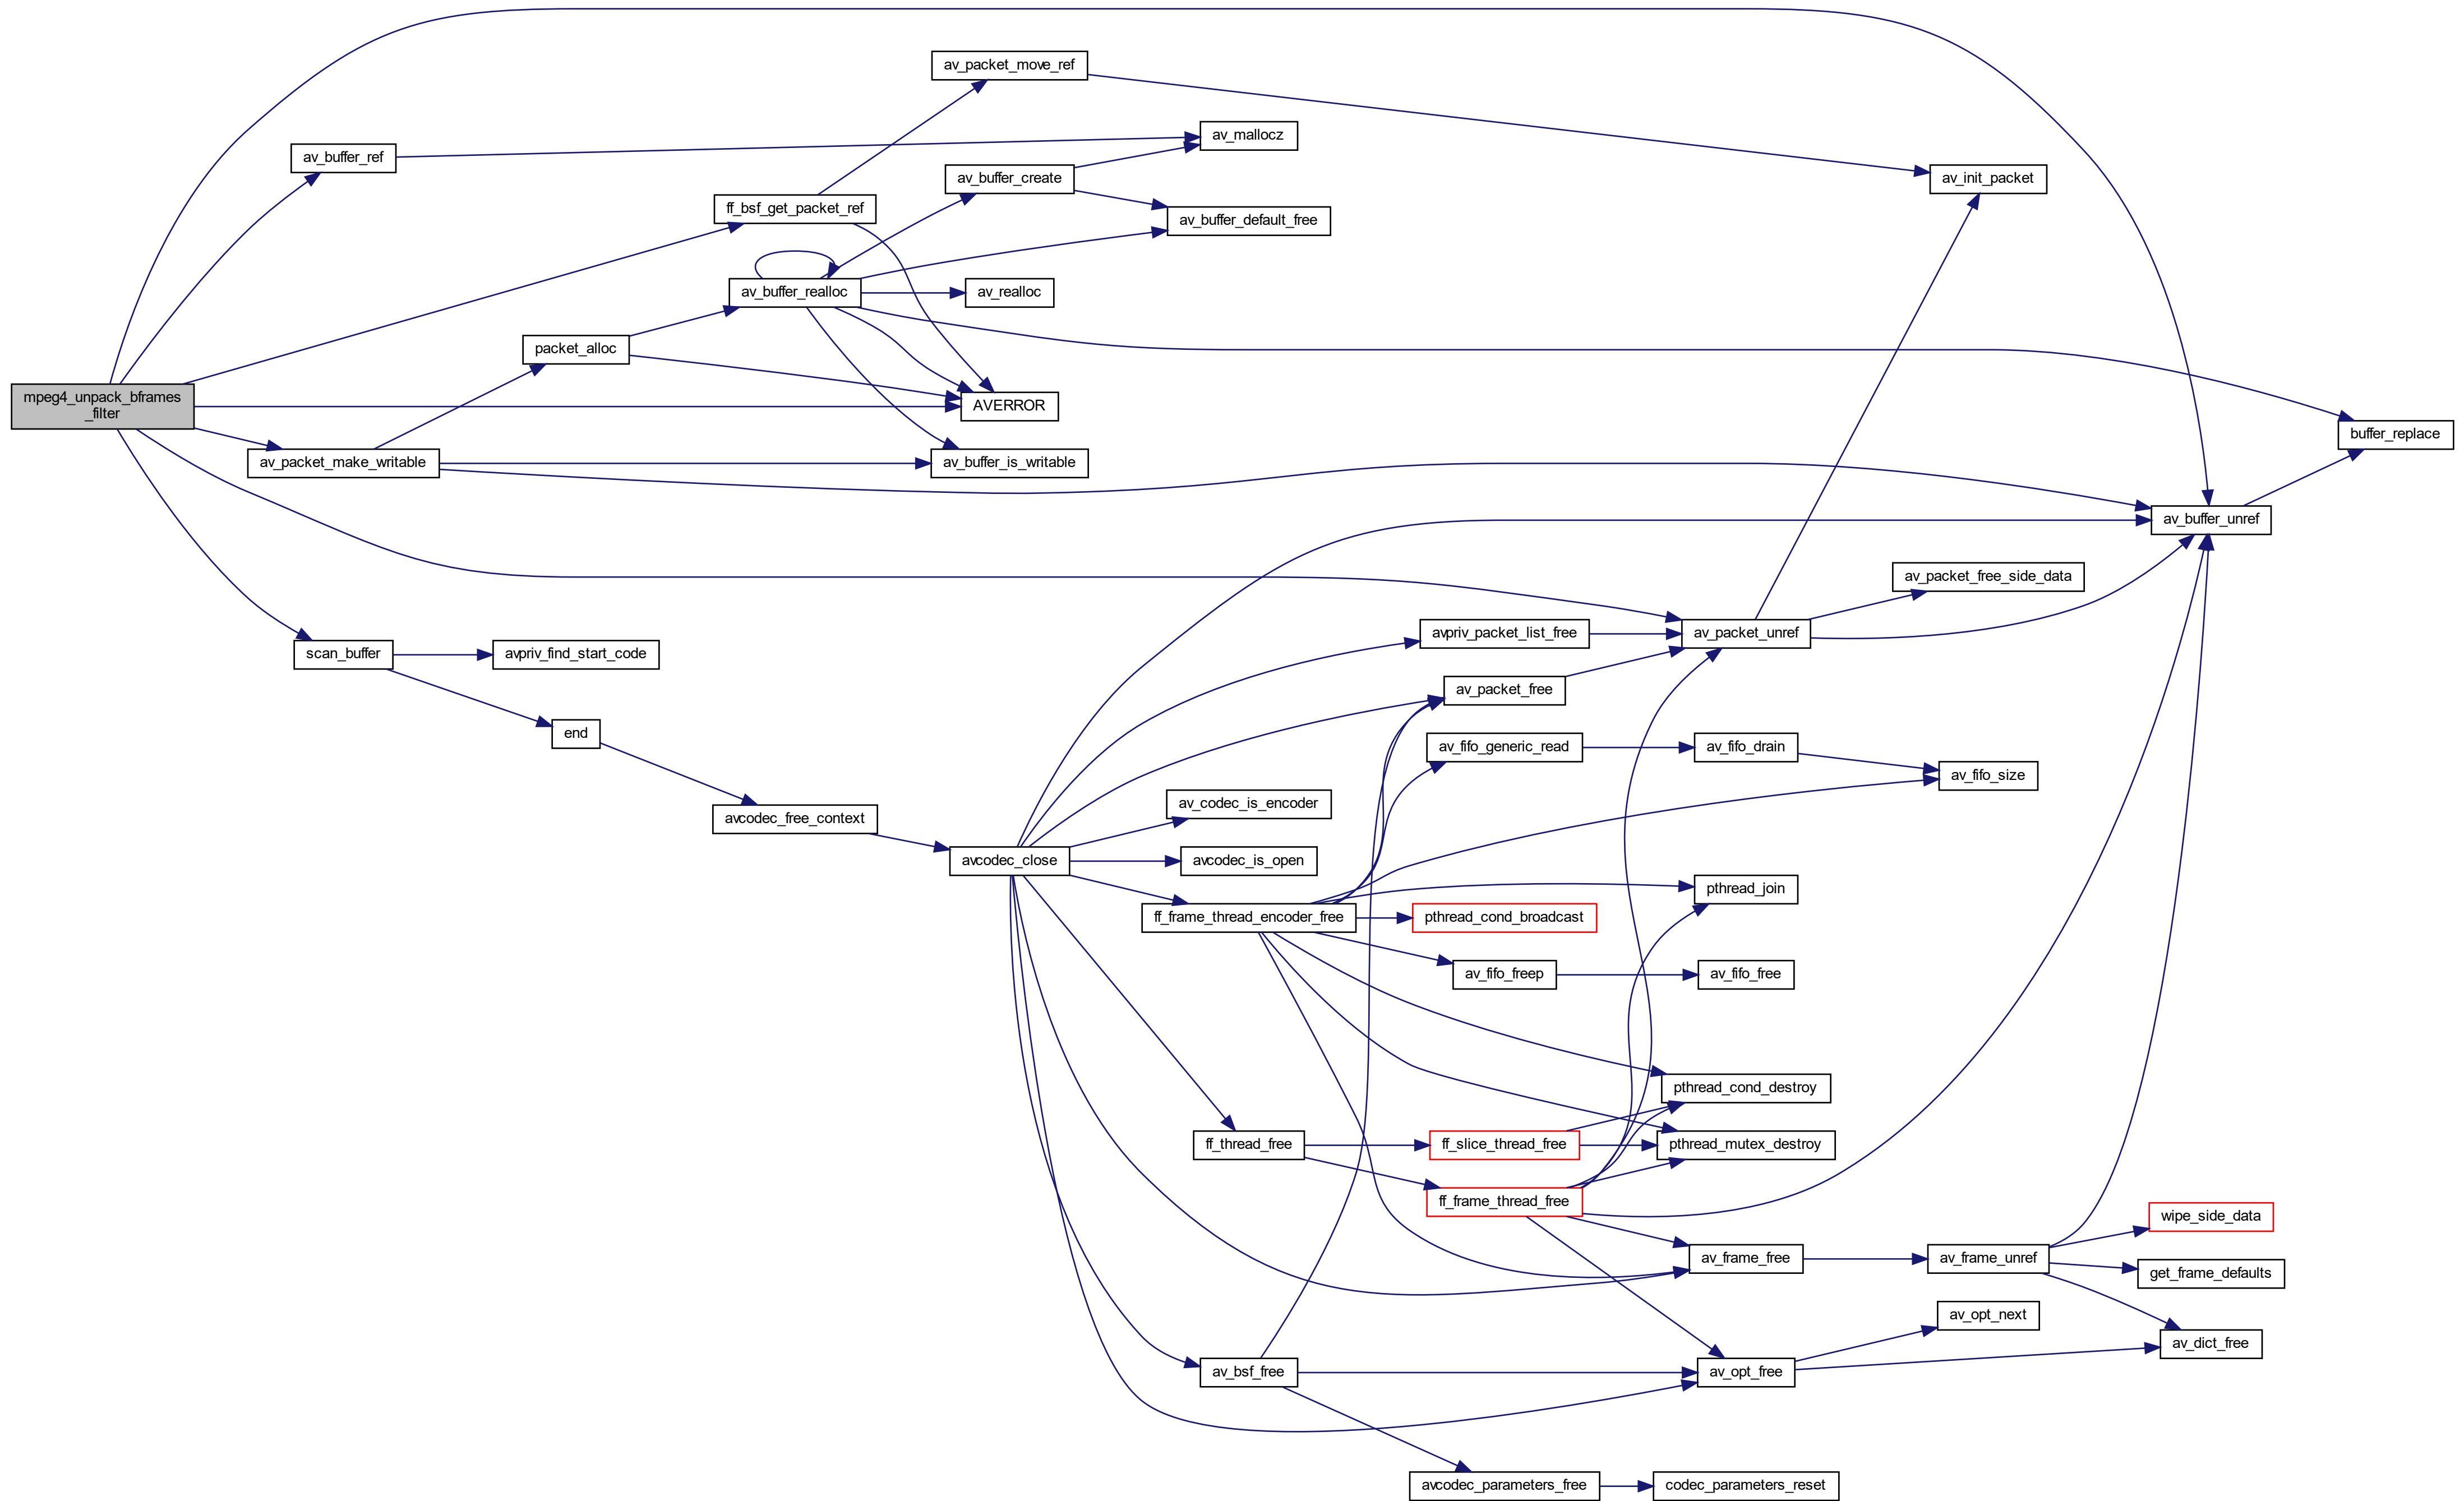 av_packet_move_ref
av_mallocz
av_buffer_ref
av_buffer_create
av_init_packet
ff_bsf_get_packet_ref
av_buffer_default_free
av_buffer_realloc
av_realloc
packet_alloc
mpeg4_unpack_bframes
_filter
AVERROR
buffer_replace
av_packet_make_writable
av_buffer_is_writable
av_buffer_unref
av_packet_free_side_data
avpriv_packet_list_free
av_packet_unref
scan_buffer
avpriv_find_start_code
av_packet_free
end
av_fifo_generic_read
av_fifo_drain
av_fifo_size
av_codec_is_encoder
avcodec_free_context
avcodec_close
avcodec_is_open
pthread_join
ff_frame_thread_encoder_free
pthread_cond_broadcast
av_fifo_freep
av_fifo_free
pthread_cond_destroy
ff_thread_free
ff_slice_thread_free
pthread_mutex_destroy
ff_frame_thread_free
wipe_side_data
av_frame_free
av_frame_unref
get_frame_defaults
av_opt_next
av_dict_free
av_bsf_free
av_opt_free
avcodec_parameters_free
codec_parameters_reset